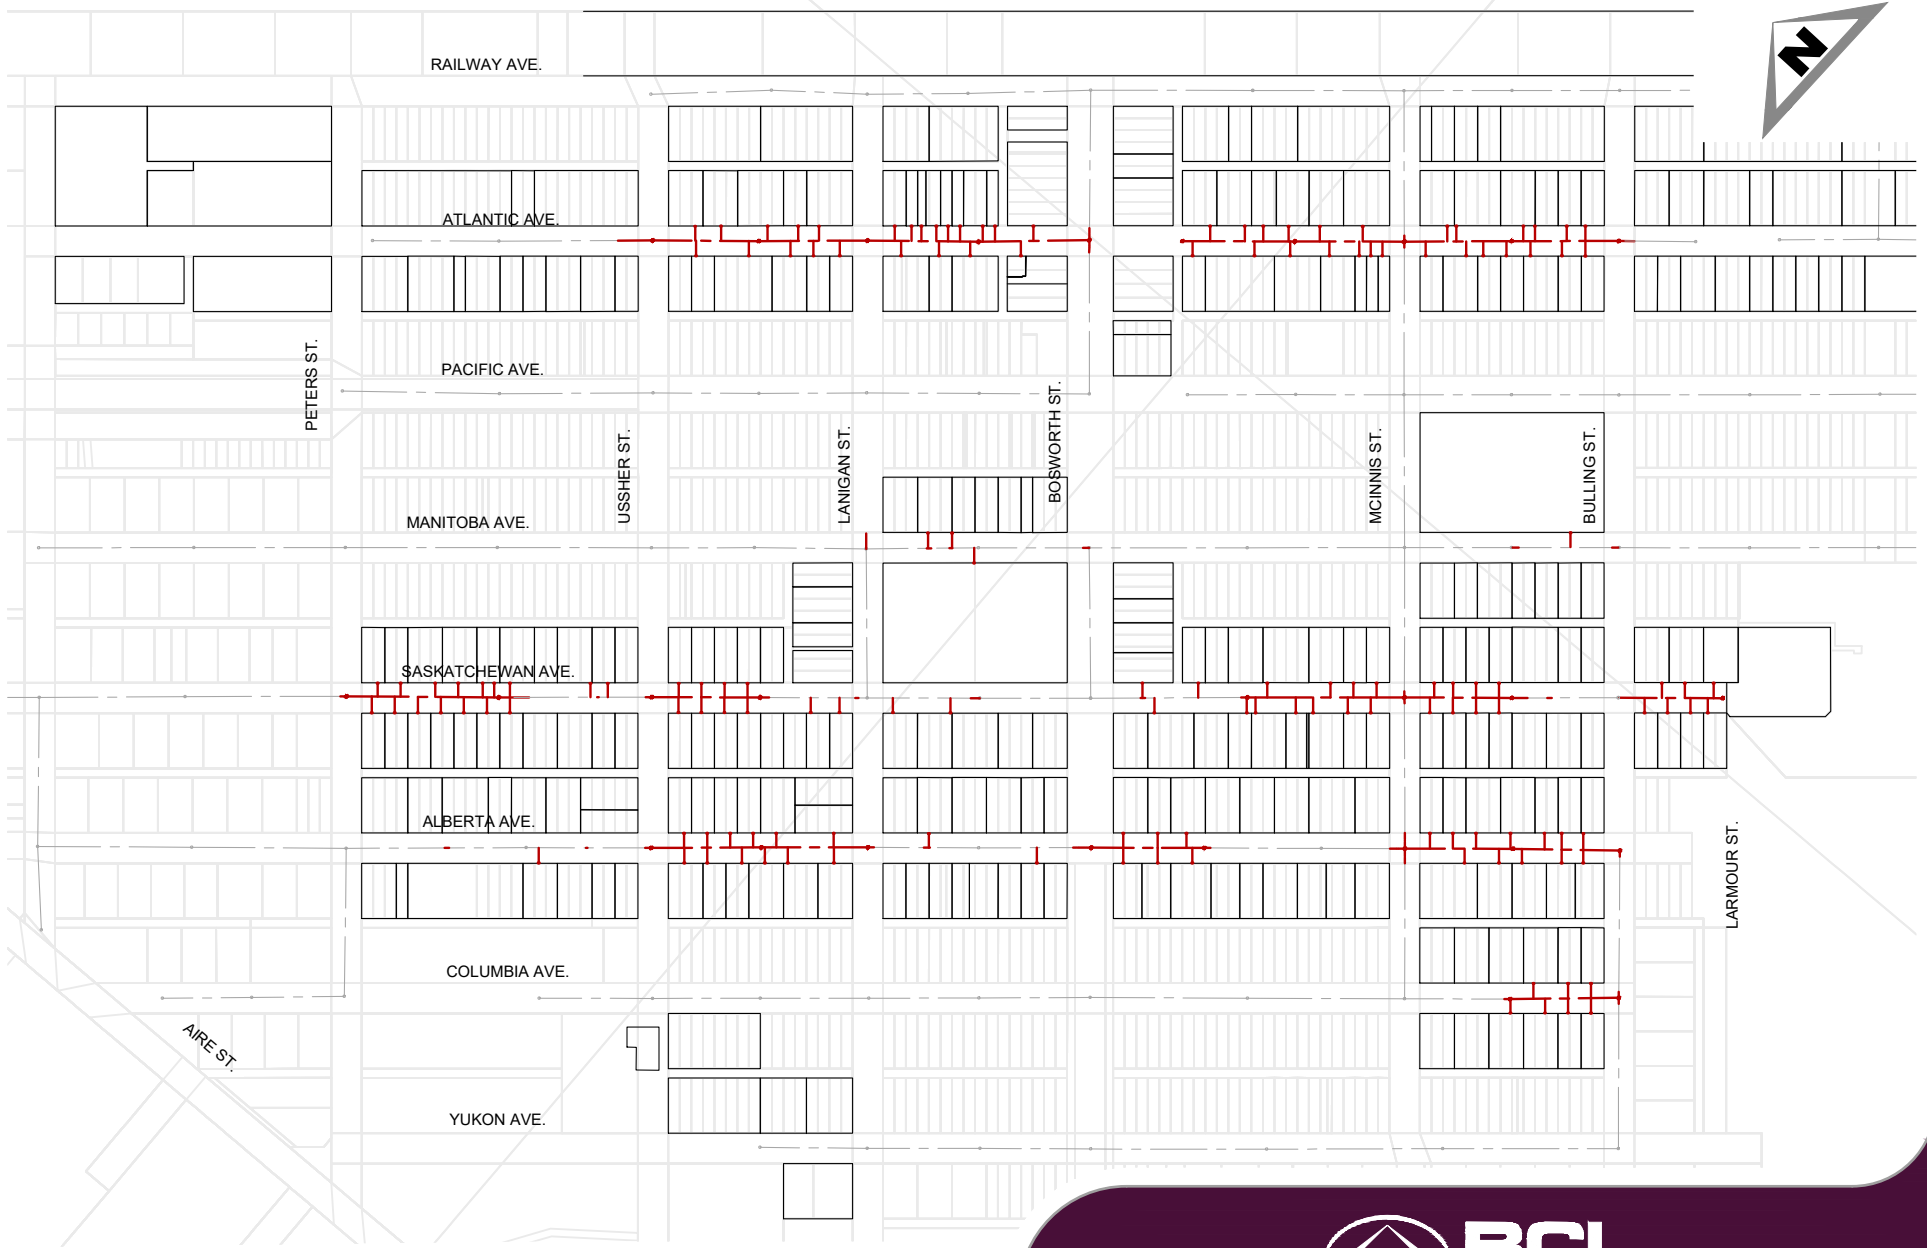 RAILWAY AVE.
N
ATLANTIC AVE.
PETERS ST.
PACIFIC AVE.
USSHER ST.
LANIGAN ST.
BOSWORTH ST.
MCINNIS ST.
BULLING ST.
MANITOBA AVE.
SASKATCHEWAN AVE.
ALBERTA AVE.
LARMOUR ST.
COLUMBIA AVE.
AIRE ST.
YUKON AVE.